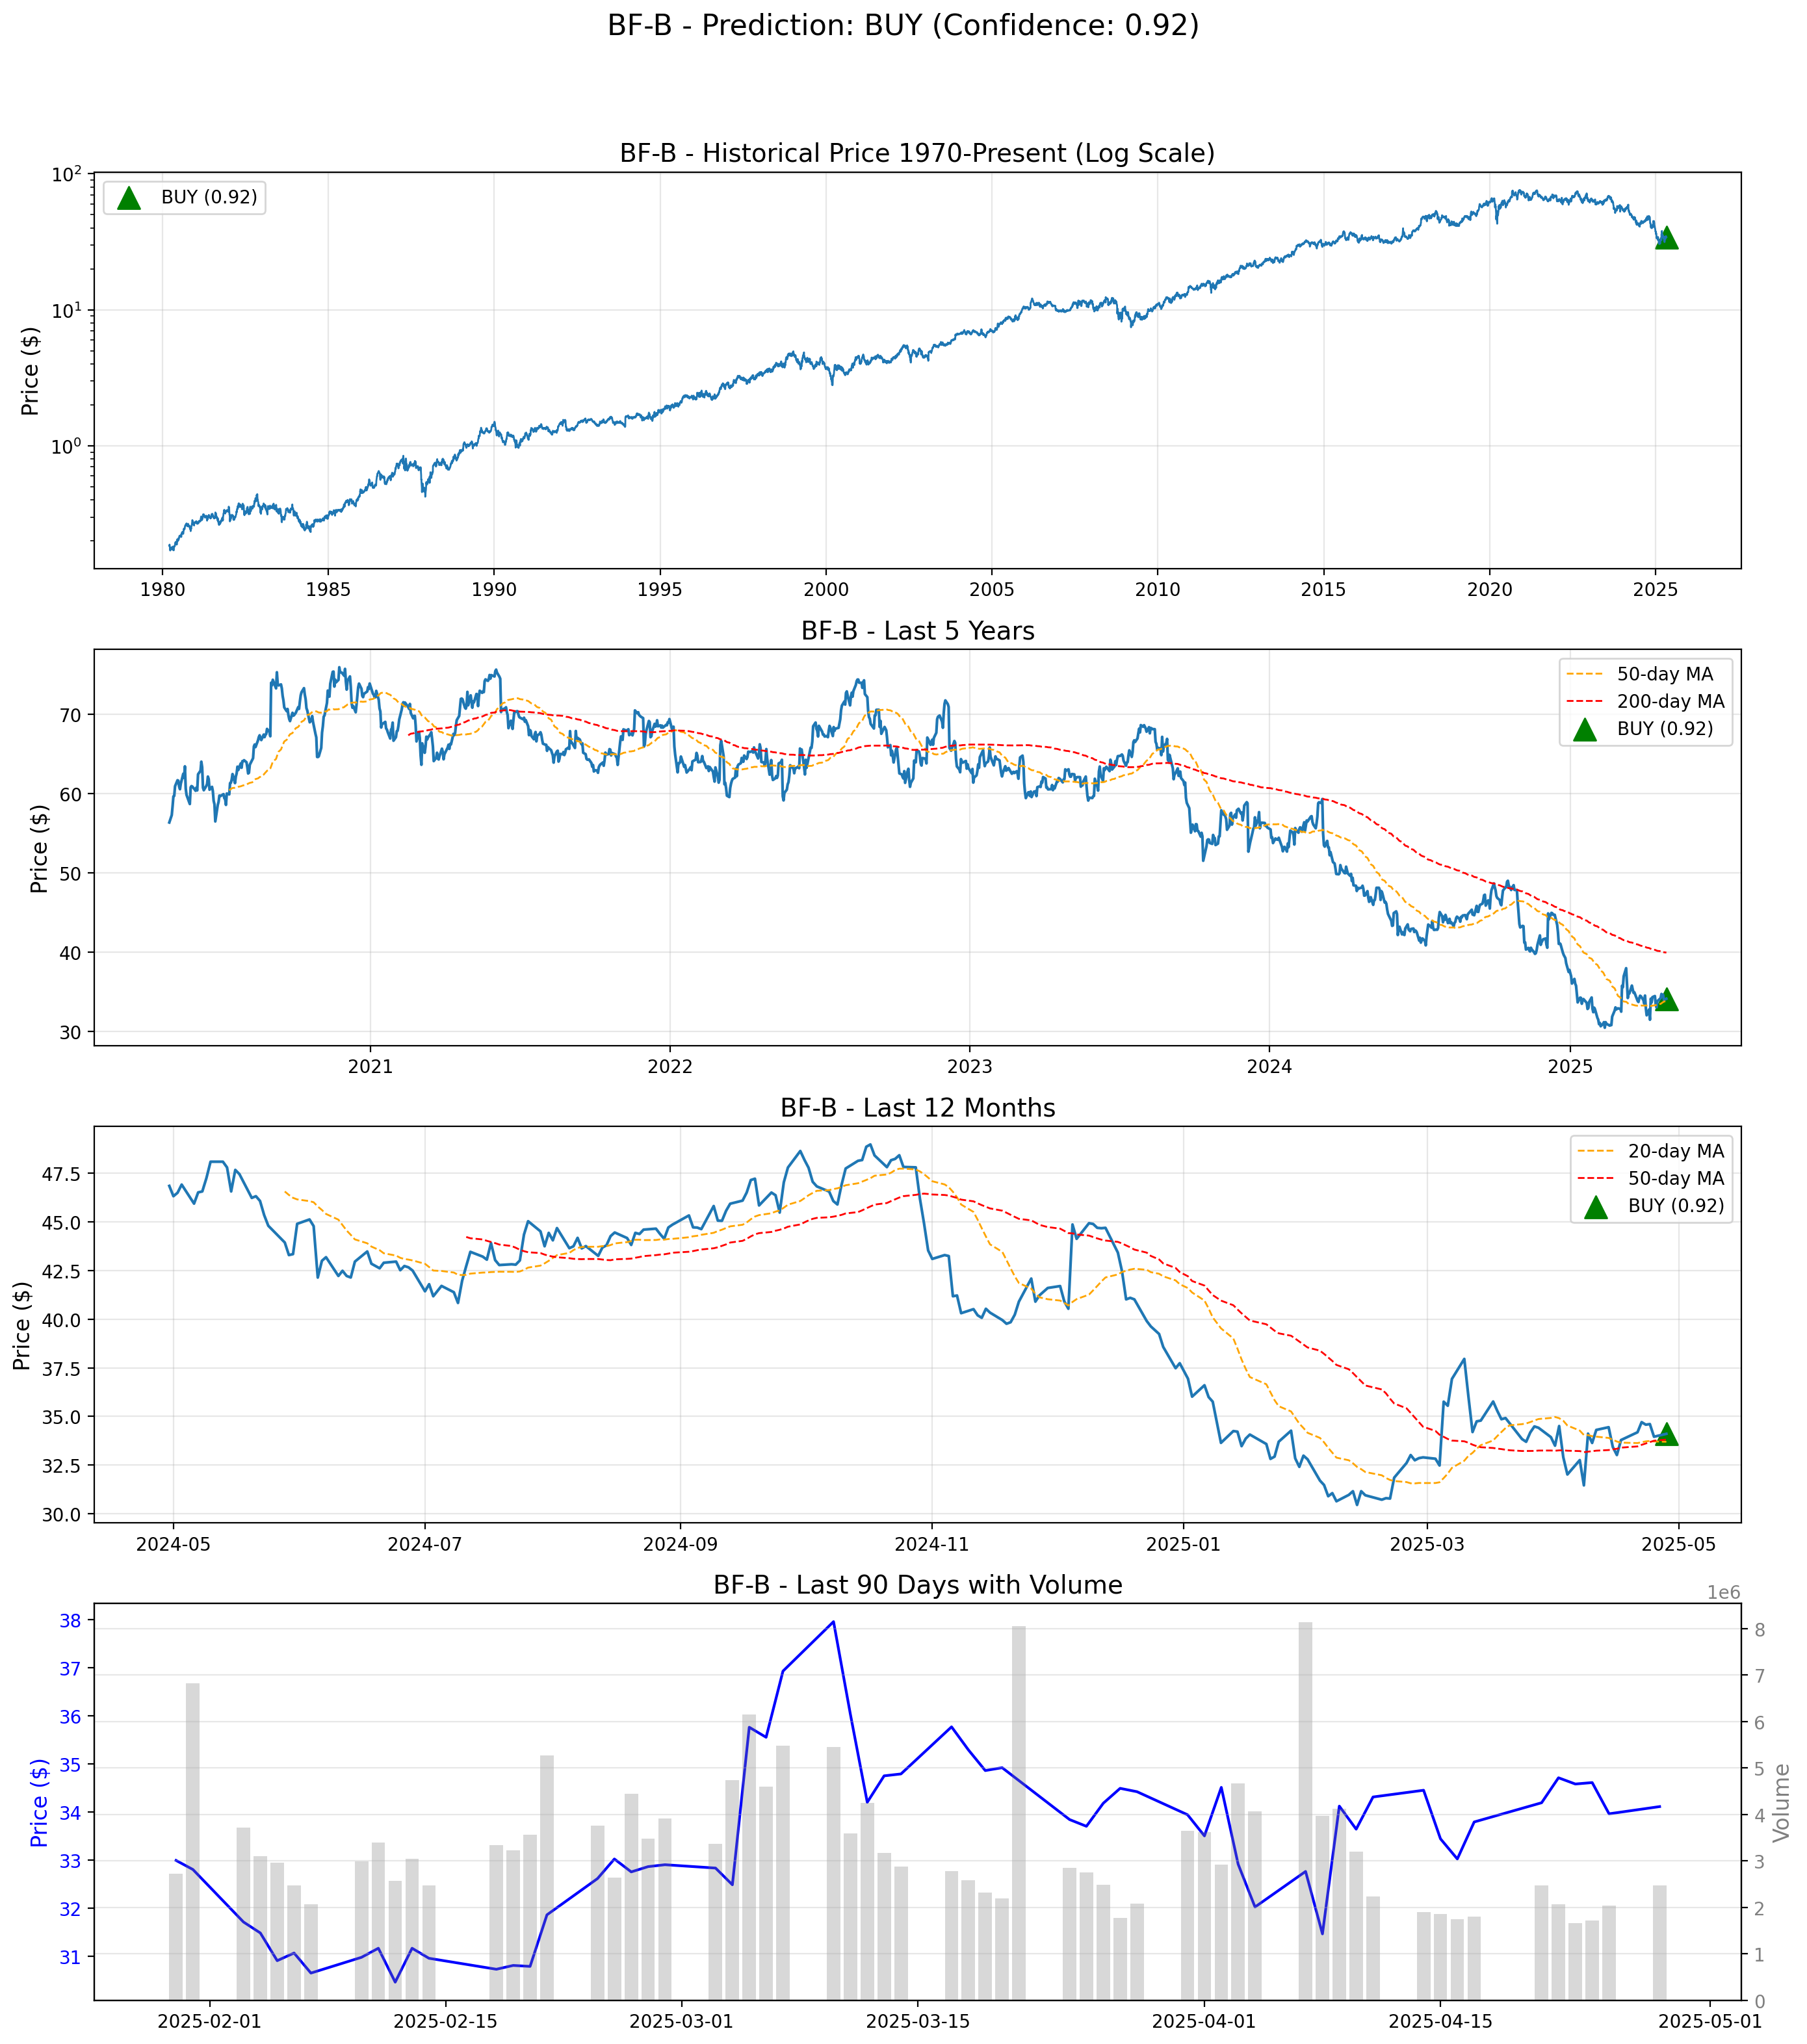 BF-B - Prediction: BUY (Confidence: 0.92)
BF-B - Historical Price 1970-Present (Log Scale)
Price ($)
10²
10¹
10⁰
BUY (0.92)
1980 1985 1990 1995 2000 2005 2010 2015 2020 2025
BF-B - Last 5 Years
Price ($)
70
60
50
40
30
50-day MA
200-day MA
BUY (0.92)
2021 2022 2023 2024 2025
BF-B - Last 12 Months
Price ($)
47.5
45.0
42.5
40.0
37.5
35.0
32.5
30.0
20-day MA
50-day MA
BUY (0.92)
2024-05 2024-07 2024-09 2024-11 2025-01 2025-03 2025-05
BF-B - Last 90 Days with Volume
1e6
Price ($)
38
37
36
35
34
33
32
31
8
7
6
5
4
3
2
1
0
Volume
2025-02-01 2025-02-15 2025-03-01 2025-03-15 2025-04-01 2025-04-15 2025-05-01